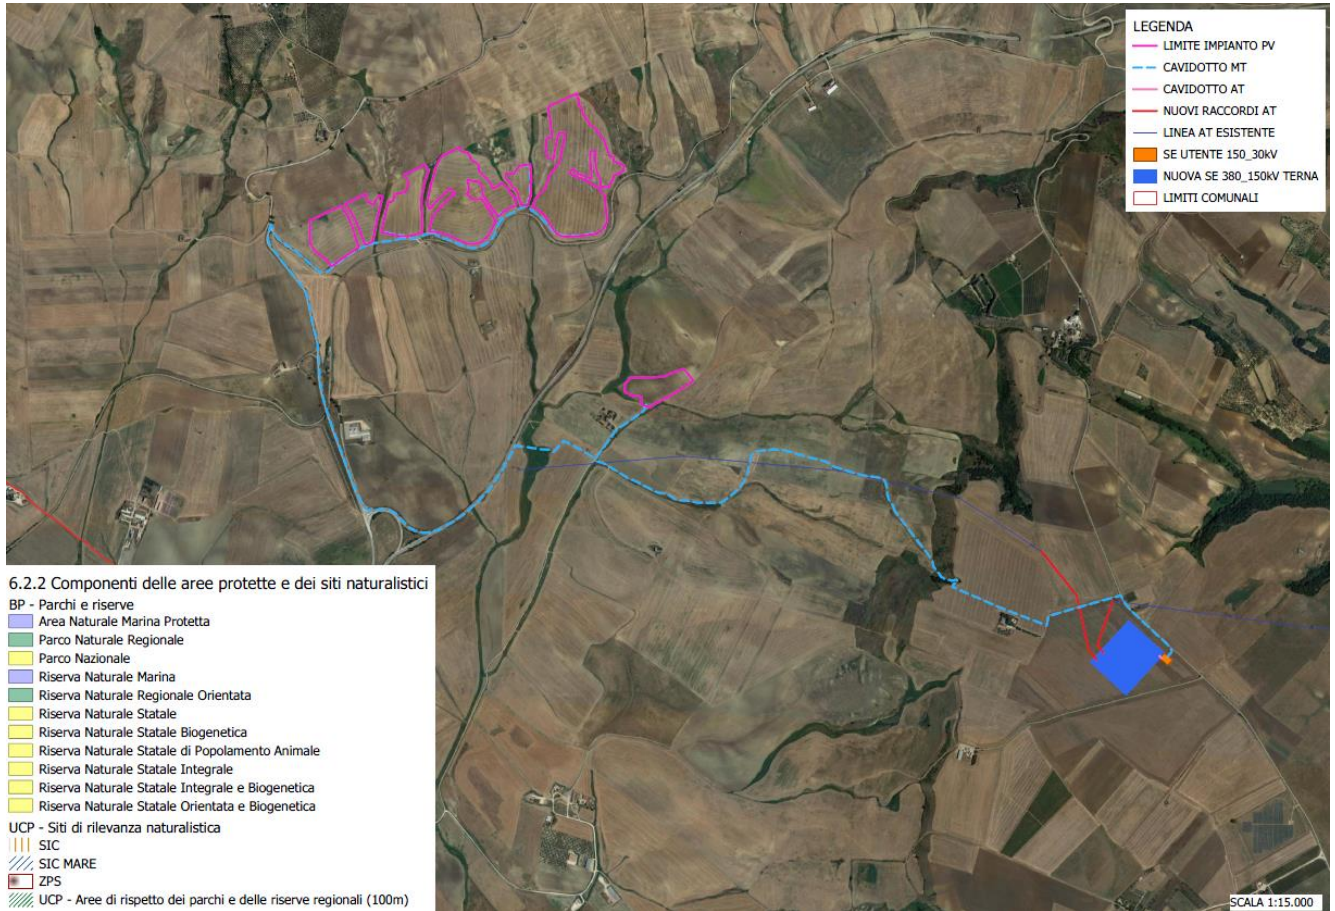 LEGENDA
LIMITE IMPIANTO PV
CAVIDOTTO MT
CAVIDOTTO AT
NUOVI RACCORDI AT
LINEA AT ESISTENTE
SE UTENTE 150_30kV
NUOVA SE 380_150kV TERNA
LIMITI COMUNALI
6.2.2 Componenti delle aree protette e dei siti naturalistici
BP - Parchi e riserve
Area Naturale Marina Protetta
Parco Naturale Regionale
Parco Nazionale
Riserva Naturale Marina
Riserva Naturale Regionale Orientata
Riserva Naturale Statale
Riserva Naturale Statale Biogenetica
Riserva Naturale Statale di Popolamento Animale
Riserva Naturale Statale Integrale
Riserva Naturale Statale Integrale e Biogenetica
Riserva Naturale Statale Orientata e Biogenetica
UCP - Siti di rilevanza naturalistica
SIC
SIC MARE
ZPS
UCP - Aree di rispetto dei parchi e delle riserve regionali (100m)
SCALA 1:15.000